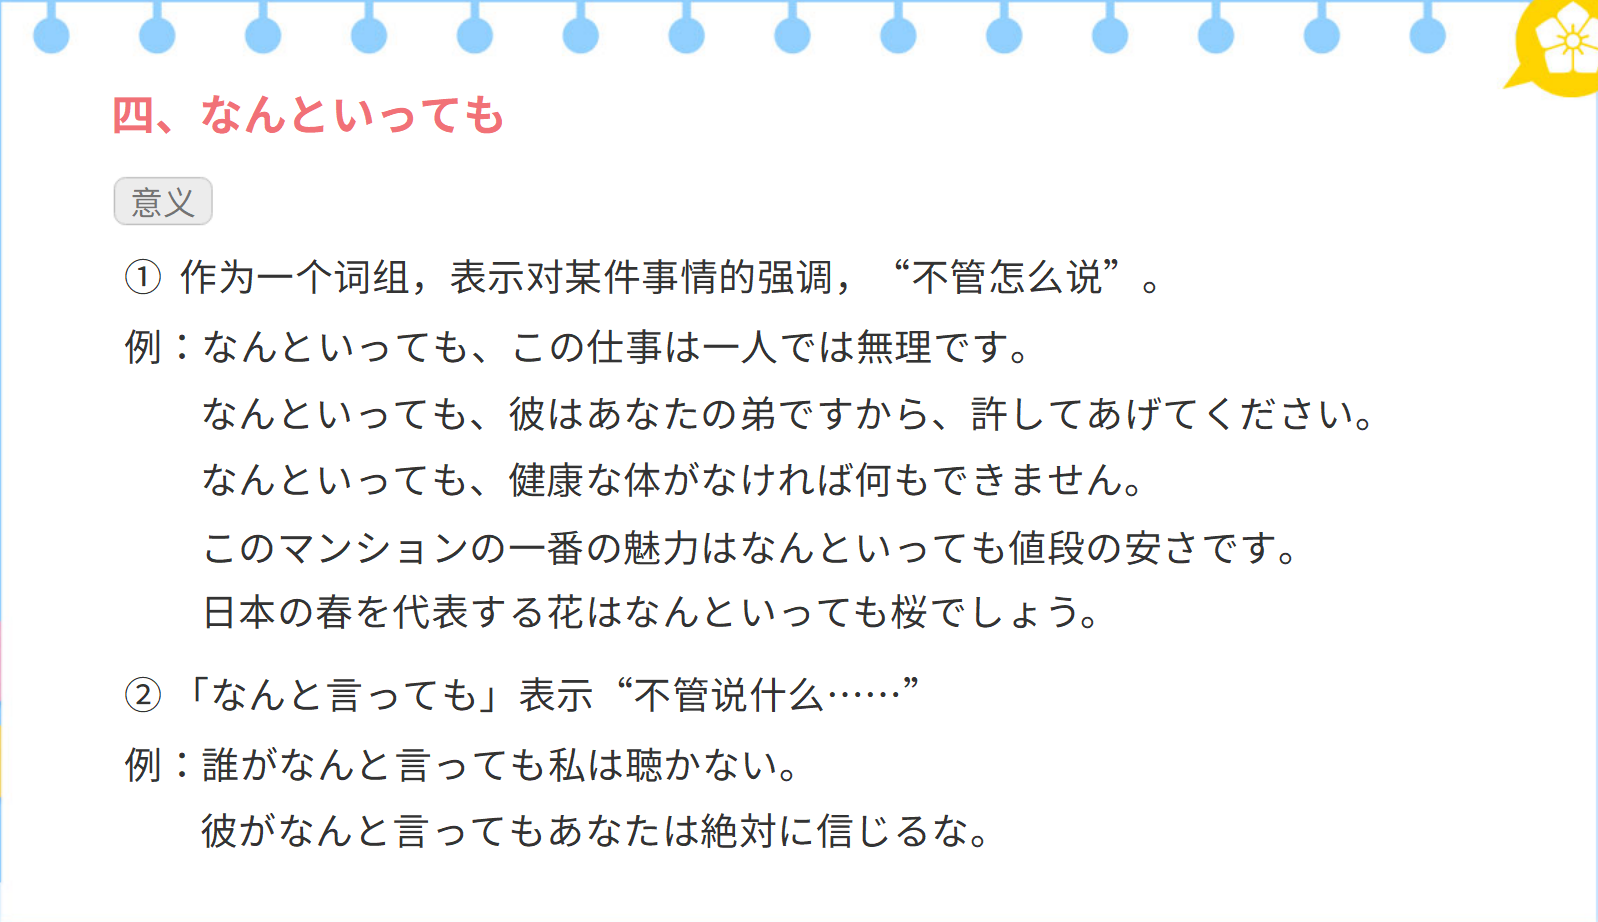 四、なんといっても
意义
① 作为一个词组，表示对某件事情的强调，“不管怎么说”。
例：なんといっても、この仕事は一人では無理です。
なんといっても、彼はあなたの弟ですから、許してあげてください。
なんといっても、健康な体がなければ何もできません。
このマンションの一番の魅力はなんといっても値段の安さです。
日本の春を代表する花はなんといっても桜でしょう。
② 「なんと言っても」表示“不管说什么……”
例：誰がなんと言っても私は聴かない。
彼がなんと言ってもあなたは絶対に信じるな。